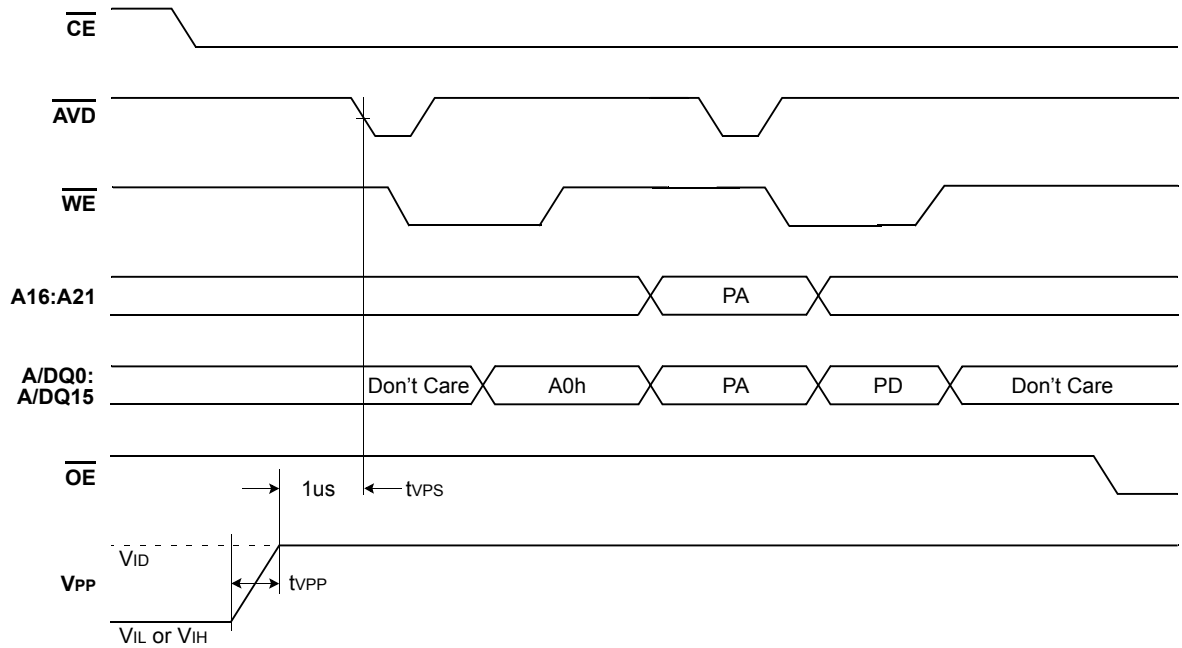 CE
AVD
WE
A16:A21
PA
A/DQ0:
A/DQ15
Don't Care
A0h
PA
PD
Don't Care
OE
1us
tVPS
VID
VPP
tVPP
VIL or VIH